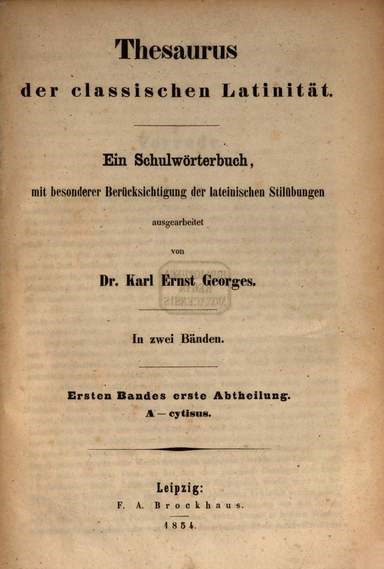 Thesaurus
der classischen Latinität.
Ein Schulwörterbuch,
mit besonderer Berücksichtigung der lateinischen Stilübungen
ausgearbeitet
von
Dr. Karl Ernst Georges.
In zwei Bänden.
Ersten Bandes erste Abtheilung.
A — cytisus.
Leipzig:
F. A. Brockhaus.
1854.